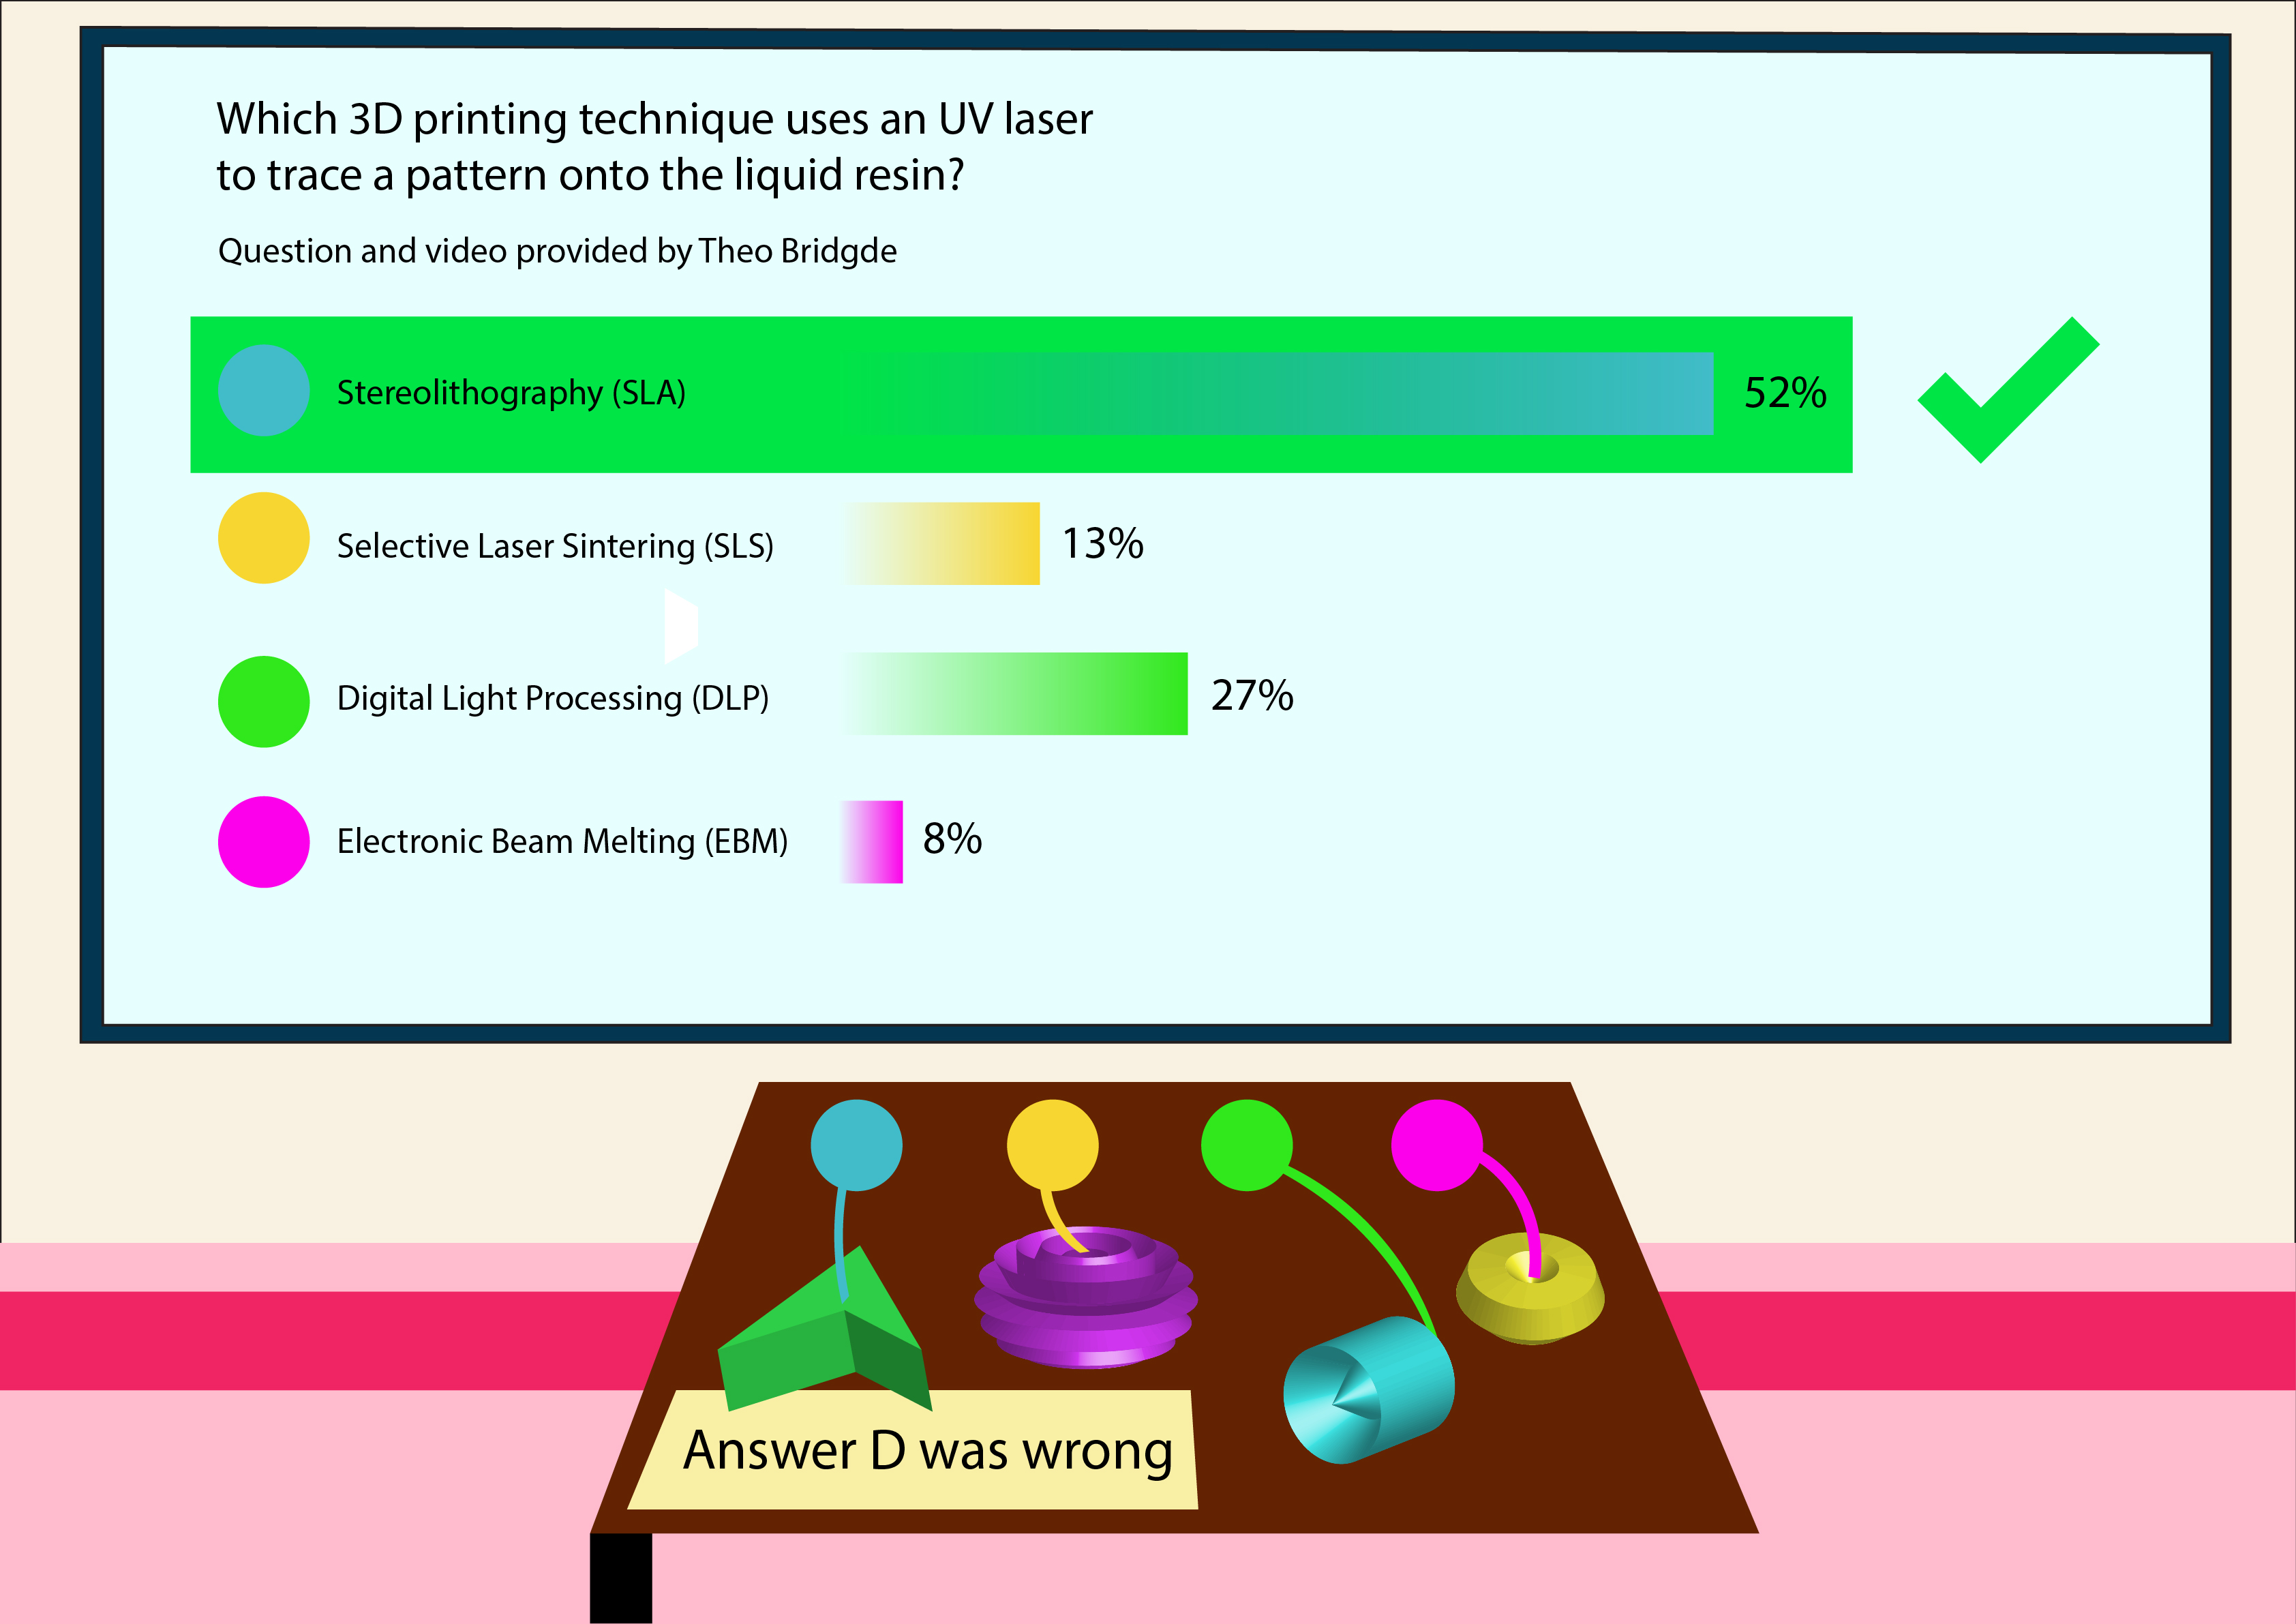 Which 3D printing technique uses an UV laser
to trace a pattern onto the liquid resin?
Question and video provided by Theo Bridgde
Stereolithography (SLA) 52%
Selective Laser Sintering (SLS) 13%
Digital Light Processing (DLP) 27%
Electronic Beam Melting (EBM) 8%
Answer D was wrong